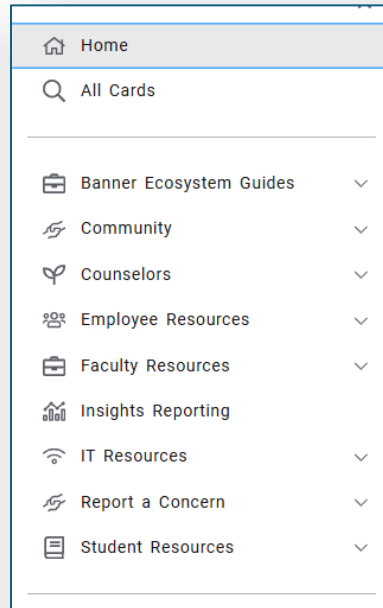 Home
All Cards
Banner Ecosystem Guides
Community
Counselors
Employee Resources
Faculty Resources
Insights Reporting
IT Resources
Report a Concern
Student Resources